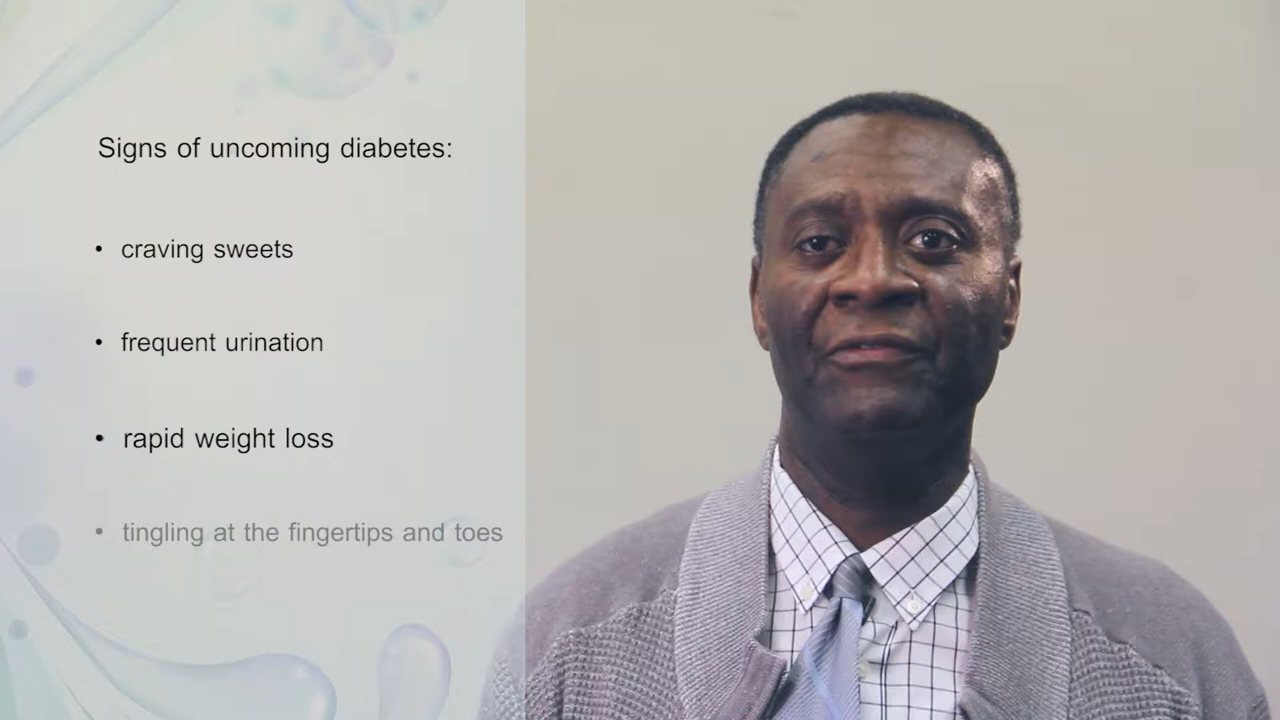 Signs of uncoming diabetes:
• craving sweets
• frequent urination
• rapid weight loss
• tingling at the fingertips and toes